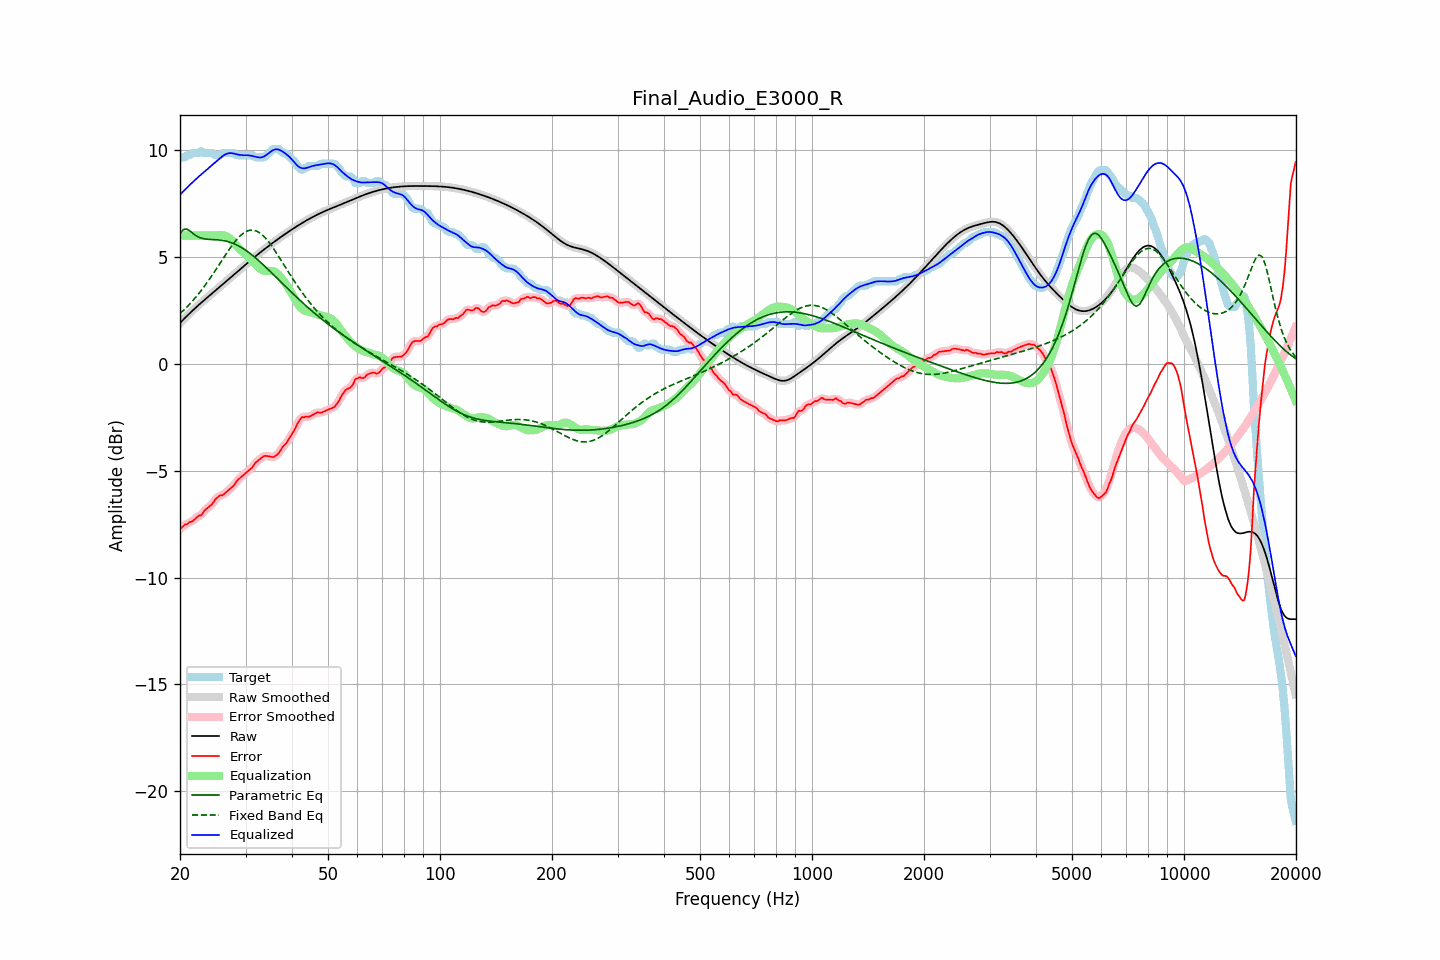 Final_Audio_E3000_R
Amplitude (dBr)
10
5
0
−5
−10
−15
−20
Target
Raw Smoothed
Error Smoothed
Raw
Error
Equalization
Parametric Eq
Fixed Band Eq
Equalized
20 50 100 200 500 1000 2000 5000 10000 20000
Frequency (Hz)